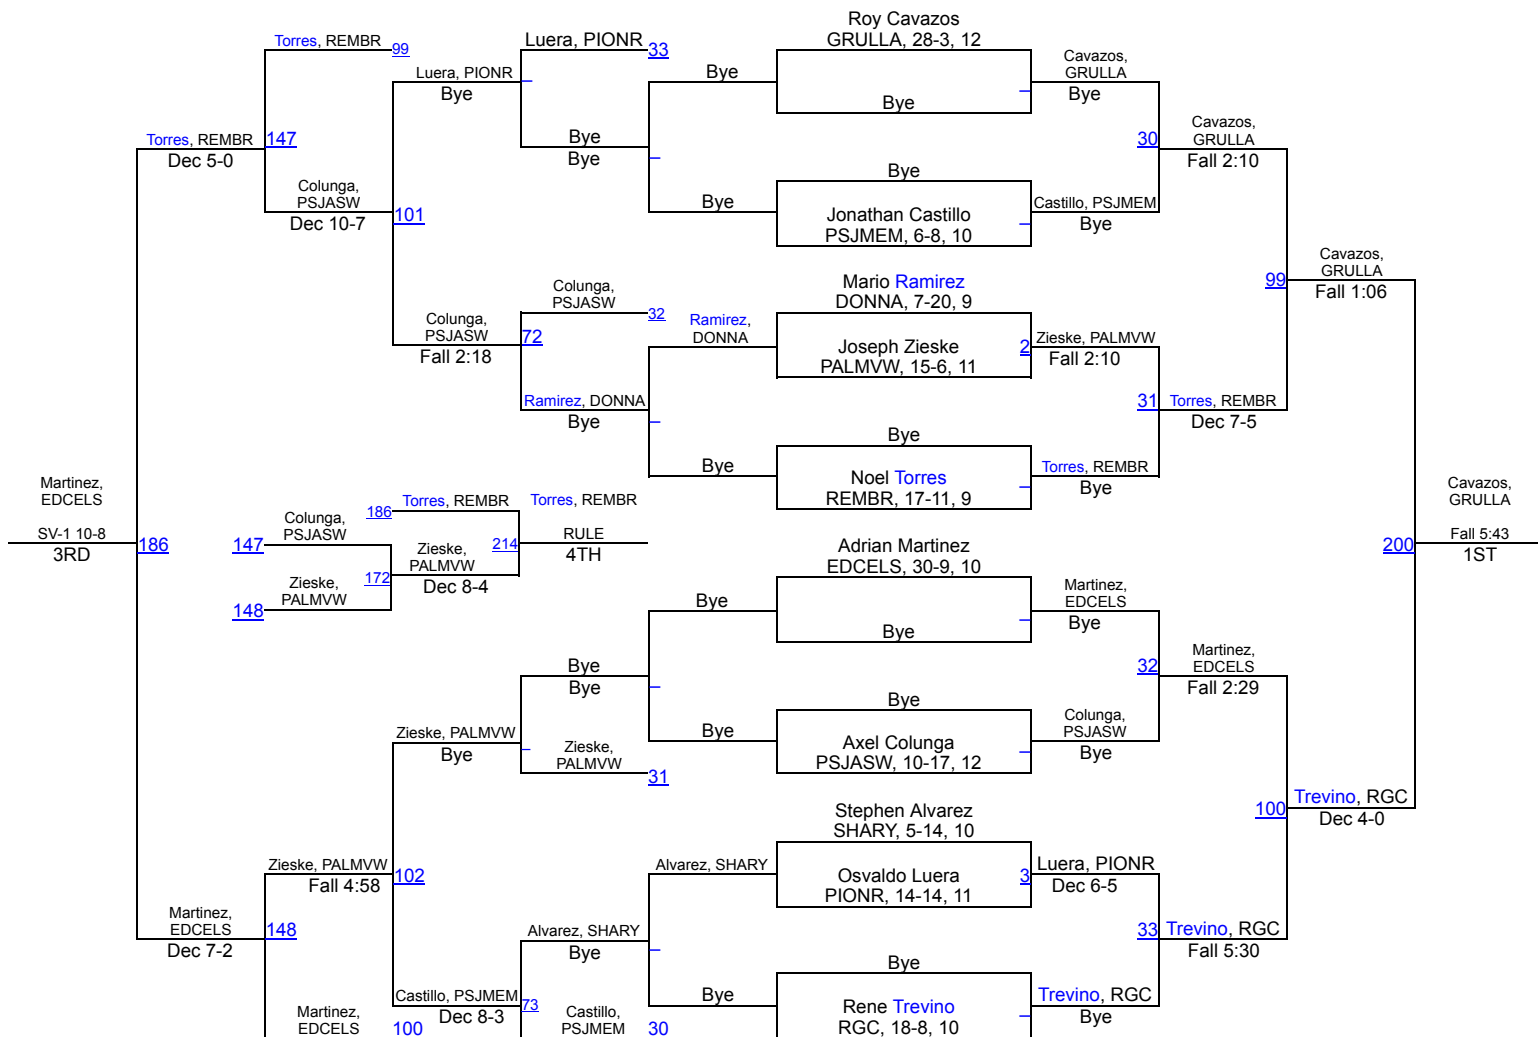 Roy Cavazos
GRULLA, 28-3, 12
Torres, REMBR
99
Luera, PIONR
33
Cavazos,
GRULLA
Bye
Luera, PIONR
Bye
Bye
Bye
Cavazos,
GRULLA
Fall 2:10
30
Torres, REMBR
Dec 5-0
147
Bye
Bye
Bye
Colunga,
PSJASW
Dec 10-7
101
Bye
Jonathan Castillo
PSJMEM, 6-8, 10
Castillo, PSJMEM
Bye
Cavazos,
GRULLA
Fall 1:06
99
Mario Ramirez
DONNA, 7-20, 9
Colunga,
PSJASW
32
Colunga,
PSJASW
Fall 2:18
72
Ramirez,
DONNA
Joseph Zieske
PALMVW, 15-6, 11
2
Zieske, PALMVW
Fall 2:10
Ramirez, DONNA
Bye
31
Torres, REMBR
Dec 7-5
Bye
Bye
Noel Torres
REMBR, 17-11, 9
Torres, REMBR
Bye
Martinez,
EDCELS
SV-1 10-8
3RD
186
Cavazos,
GRULLA
Fall 5:43
1ST
200
186
Torres, REMBR
Torres, REMBR
RULE
4TH
214
147
Colunga,
PSJASW
172
Zieske,
PALMVW
Dec 8-4
148
Zieske,
PALMVW
Adrian Martinez
EDCELS, 30-9, 10
Bye
Bye
Martinez,
EDCELS
Bye
Bye
Bye
32
Martinez,
EDCELS
Fall 2:29
Bye
Bye
Axel Colunga
PSJASW, 10-17, 12
Colunga,
PSJASW
Bye
Zieske, PALMVW
Bye
Zieske,
PALMVW
31
100
Trevino, RGC
Dec 4-0
Stephen Alvarez
SHARY, 5-14, 10
Zieske, PALMVW
Fall 4:58
102
Alvarez, SHARY
Osvaldo Luera
PIONR, 14-14, 11
3
Luera, PIONR
Dec 6-5
Martinez,
EDCELS
Dec 7-2
148
Alvarez, SHARY
Bye
33
Trevino, RGC
Fall 5:30
Bye
Castillo, PSJMEM
Dec 8-3
73
Bye
Rene Trevino
RGC, 18-8, 10
Trevino, RGC
Bye
Martinez,
EDCELS
100
Castillo,
PSJMEM
30